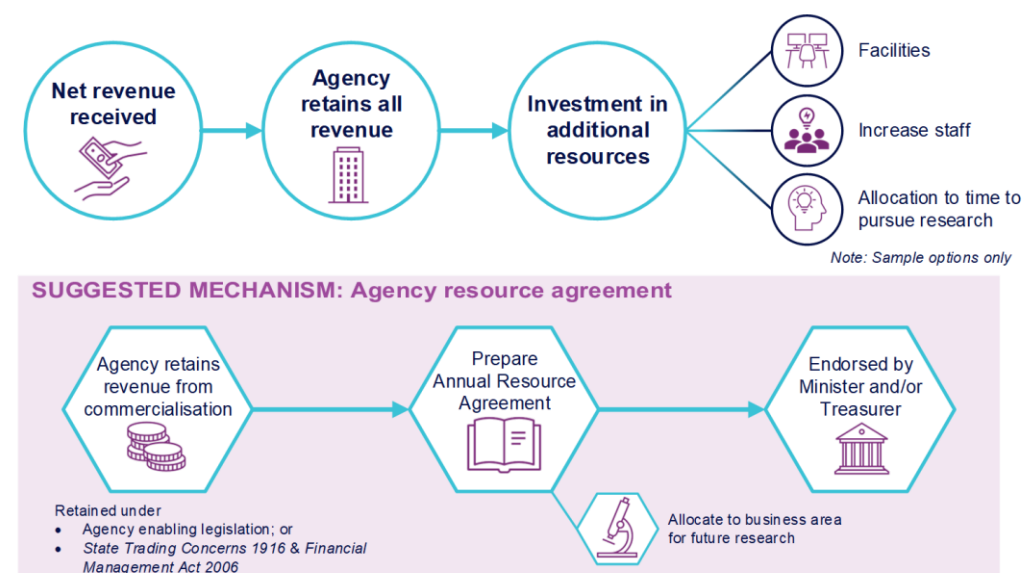 Net revenue
received
Agency
retains all
revenue
Investment in
additional
resources
Facilities
Increase staff
Allocation to time to
pursue research
Note: Sample options only
SUGGESTED MECHANISM: Agency resource agreement
Agency retains
revenue from
commercialisation
Prepare
Annual Resource
Agreement
Endorsed by
Minister and/or
Treasurer
Retained under
• Agency enabling legislation; or
• State Trading Concerns 1916 & Financial
Management Act 2006
Allocate to business area
for future research